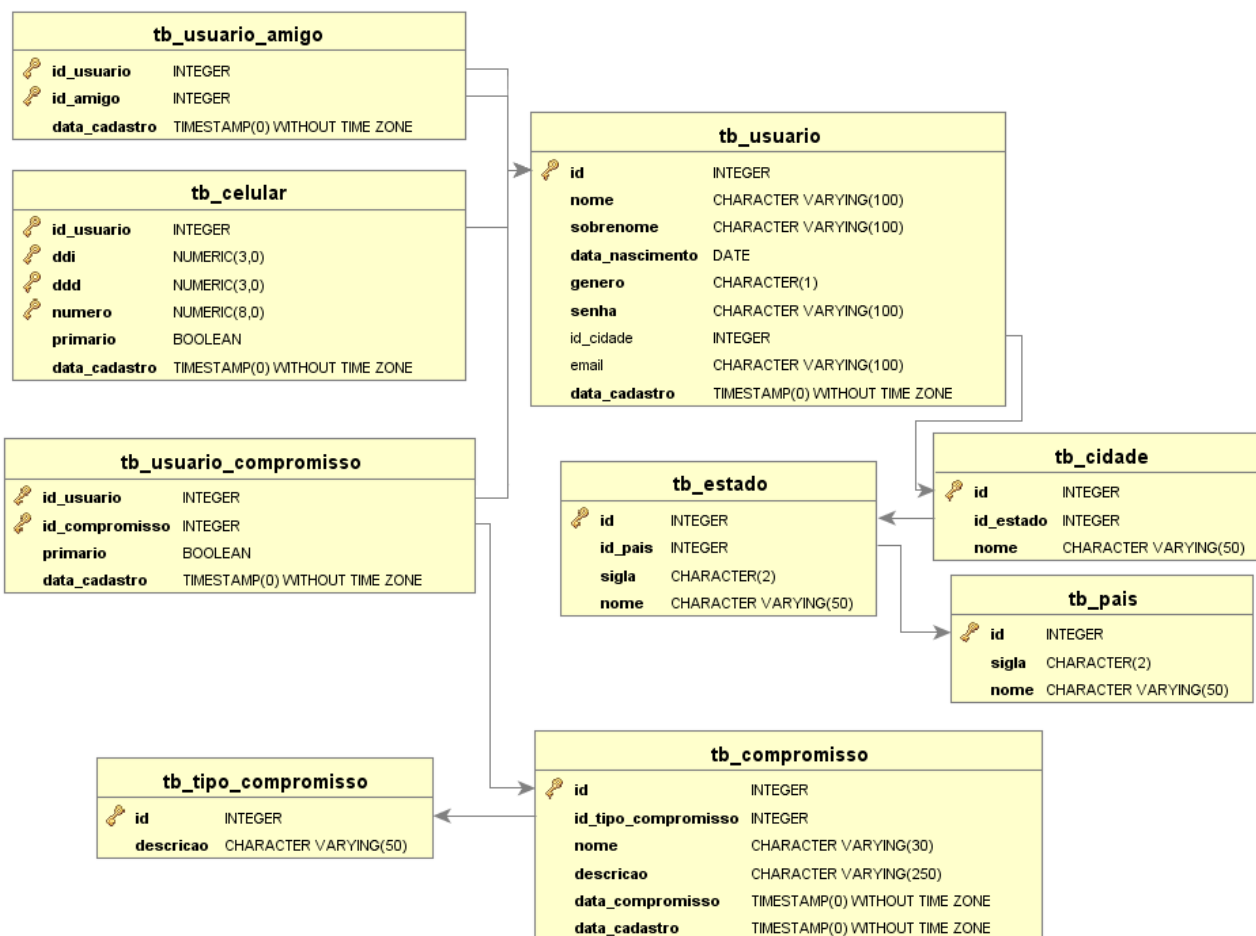 tb_usuario_amigo
id_usuario INTEGER
id_amigo INTEGER
data_cadastro TIMESTAMP(0) WITHOUT TIME ZONE
tb_celular
id_usuario INTEGER
ddi NUMERIC(3,0)
ddd NUMERIC(3,0)
numero NUMERIC(8,0)
primario BOOLEAN
data_cadastro TIMESTAMP(0) WITHOUT TIME ZONE
tb_usuario
id INTEGER
nome CHARACTER VARYING(100)
sobrenome CHARACTER VARYING(100)
data_nascimento DATE
genero CHARACTER(1)
senha CHARACTER VARYING(100)
id_cidade INTEGER
email CHARACTER VARYING(100)
data_cadastro TIMESTAMP(0) WITHOUT TIME ZONE
tb_usuario_compromisso
id_usuario INTEGER
id_compromisso INTEGER
primario BOOLEAN
data_cadastro TIMESTAMP(0) WITHOUT TIME ZONE
tb_estado
id INTEGER
id_pais INTEGER
sigla CHARACTER(2)
nome CHARACTER VARYING(50)
tb_cidade
id INTEGER
id_estado INTEGER
nome CHARACTER VARYING(50)
tb_pais
id INTEGER
sigla CHARACTER(2)
nome CHARACTER VARYING(50)
tb_tipo_compromisso
id INTEGER
descricao CHARACTER VARYING(50)
tb_compromisso
id INTEGER
id_tipo_compromisso INTEGER
nome CHARACTER VARYING(30)
descricao CHARACTER VARYING(250)
data_compromisso TIMESTAMP(0) WITHOUT TIME ZONE
data_cadastro TIMESTAMP(0) WITHOUT TIME ZONE